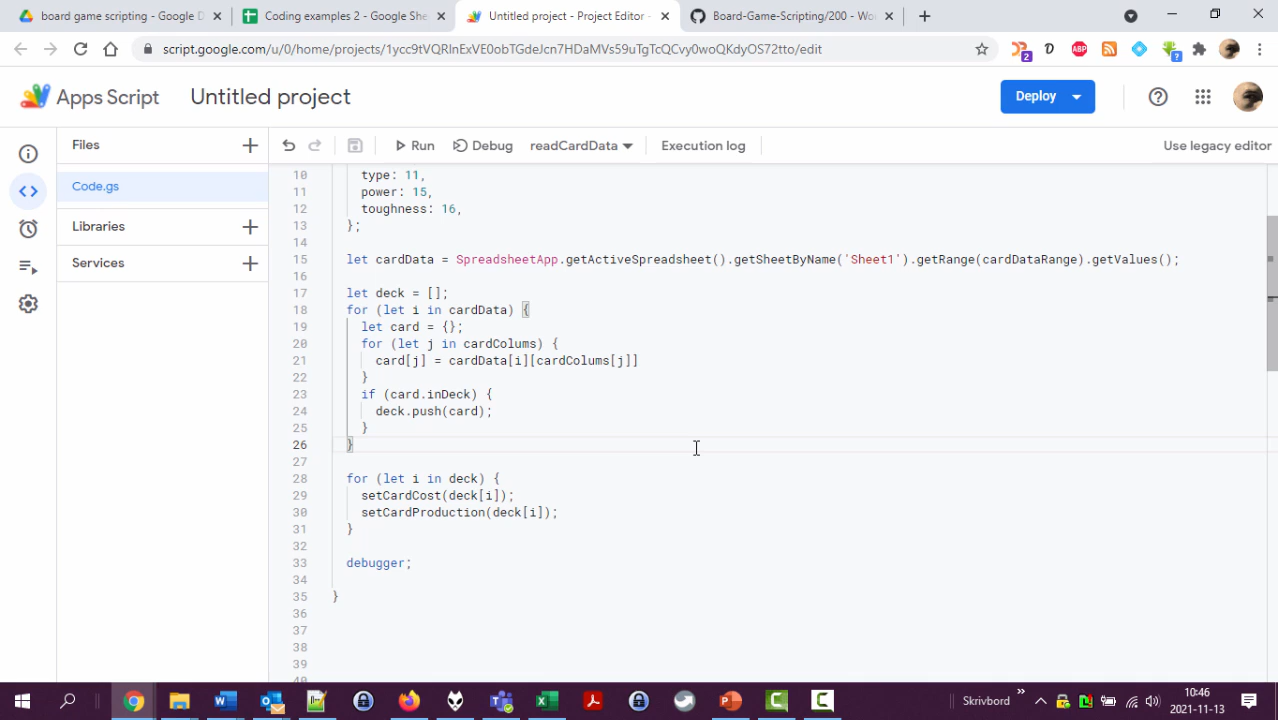 board game scripting - Google D
Coding examples 2 - Google She
Untitled project - Project Editor -
Board-Game-Scripting/200 - Wo
script.google.com/u/0/home/projects/1ycc9tVQRInExVE0obTGdeJcn7HDaMVs59uTgTcQCvy0woQKdyOS72tto/edit
2
ABP
?
Apps Script
Untitled project
Deploy
Files
Run
Debug
readCardData
Execution log
Use legacy editor
Code.gs
Libraries
Services
10 type: 11,
11 power: 15,
12 toughness: 16,
13 };
14
15 let cardData = SpreadsheetApp.getActiveSpreadsheet().getSheetByName('Sheet1').getRange(cardDataRange).getValues();
16
17 let deck = [];
18 for (let i in cardData) {
19 let card = {};
20 for (let j in cardColums) {
21 card[j] = cardData[i][cardColums[j]]
22 }
23 if (card.inDeck) {
24 deck.push(card);
25 }
26 }
27
28 for (let i in deck) {
29 setCardCost(deck[i]);
30 setCardProduction(deck[i]);
31 }
32
33 debugger;
34
35 }
36
37
38
39
Skrivbord
10:46
2021-11-13